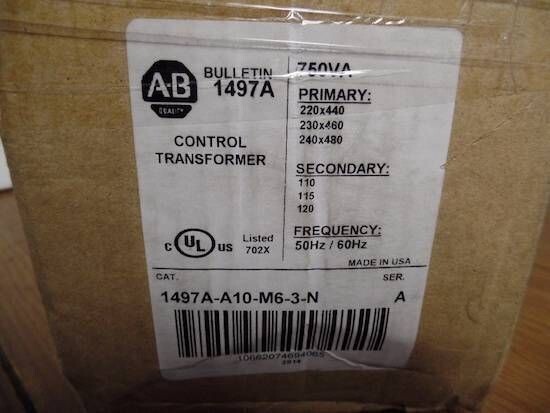 A-B
QUALITY
BULLETIN
1497A
CONTROL
TRANSFORMER
C UL US
Listed
702X
750VA
PRIMARY:
220x440
230x460
240x480
SECONDARY:
110
115
120
FREQUENCY:
50Hz / 60Hz
MADE IN USA
CAT.
SER.
1497A-A10-M6-3-N
A